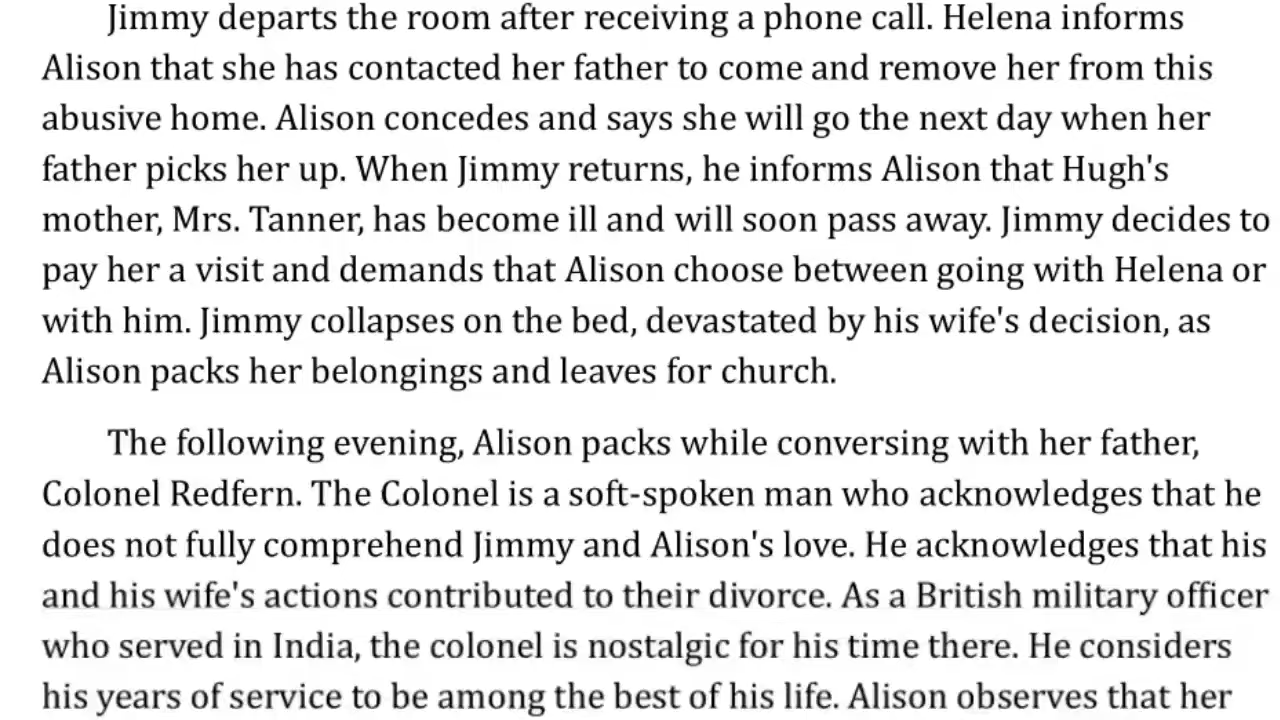 Jimmy departs the room after receiving a phone call. Helena informs
Alison that she has contacted her father to come and remove her from this
abusive home. Alison concedes and says she will go the next day when her
father picks her up. When Jimmy returns, he informs Alison that Hugh's
mother, Mrs. Tanner, has become ill and will soon pass away. Jimmy decides to
pay her a visit and demands that Alison choose between going with Helena or
with him. Jimmy collapses on the bed, devastated by his wife's decision, as
Alison packs her belongings and leaves for church.
The following evening, Alison packs while conversing with her father,
Colonel Redfern. The Colonel is a soft-spoken man who acknowledges that he
does not fully comprehend Jimmy and Alison's love. He acknowledges that his
and his wife's actions contributed to their divorce. As a British military officer
who served in India, the colonel is nostalgic for his time there. He considers
his years of service to be among the best of his life. Alison observes that her